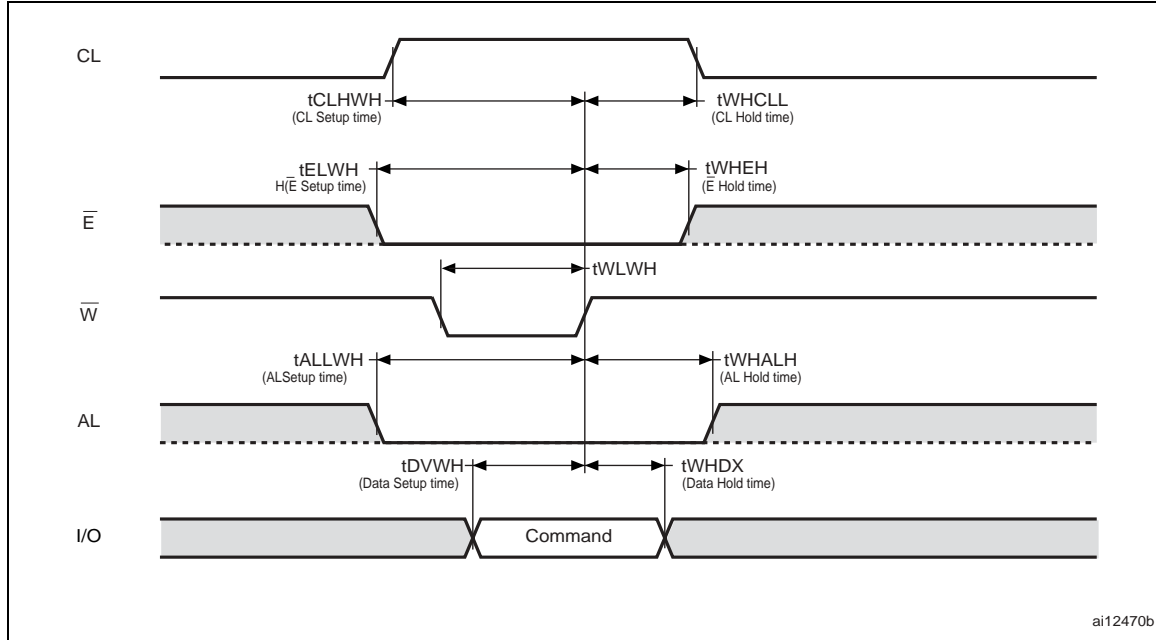 CL
tCLHWH
(CL Setup time)
tWHCLL
(CL Hold time)
tELWH
H(E̅ Setup time)
tWHEH
(E̅ Hold time)
E̅
tWLWH
W̅
tALLWH
(ALSetup time)
tWHALH
(AL Hold time)
AL
tDVWH
(Data Setup time)
tWHDX
(Data Hold time)
I/O
Command
ai12470b